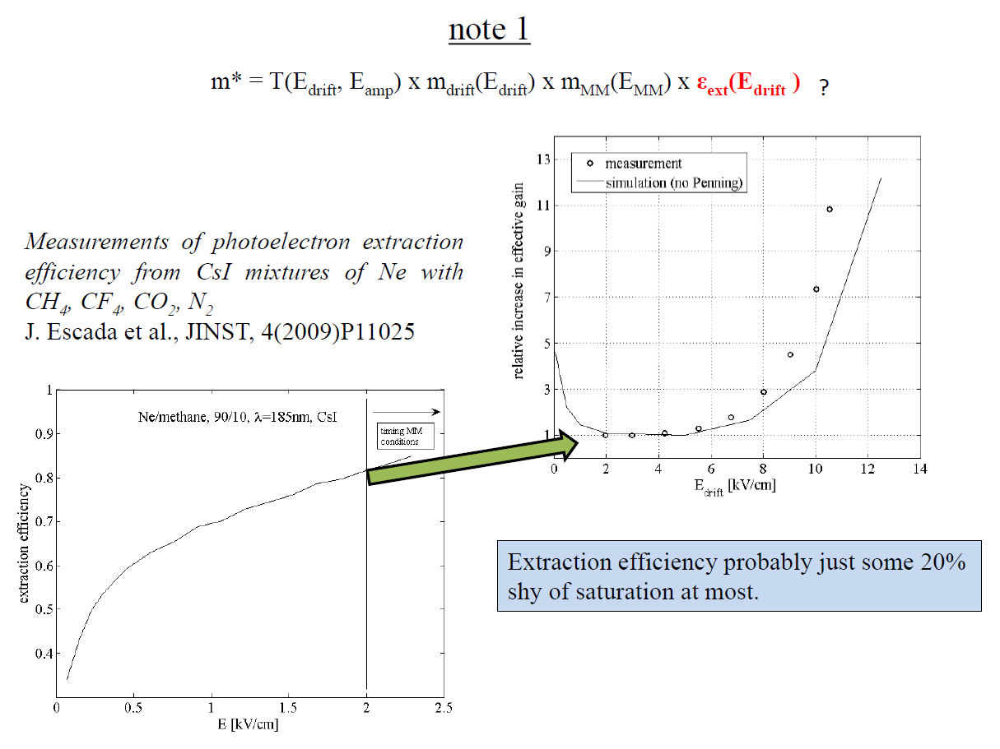 note 1
m* = T(Edrift, Eamp) x mdrift(Edrift) x mMM(EMM) x εext(Edrift ) ?
Measurements of photoelectron extraction
efficiency from CsI mixtures of Ne with
CH4, CF4, CO2, N2
J. Escada et al., JINST, 4(2009)P11025
13
11
9
7
5
3
1
relative increase in effective gain
measurement
simulation (no Penning)
0 2 4 6 8 10 12 14
Edrift [kV/cm]
1
0.9
0.8
0.7
0.6
0.5
0.4
extraction efficiency
Ne/methane, 90/10, λ=185nm, CsI
timing MM
conditions
0 0.5 1 1.5 2 2.5
E [kV/cm]
Extraction efficiency probably just some 20%
shy of saturation at most.